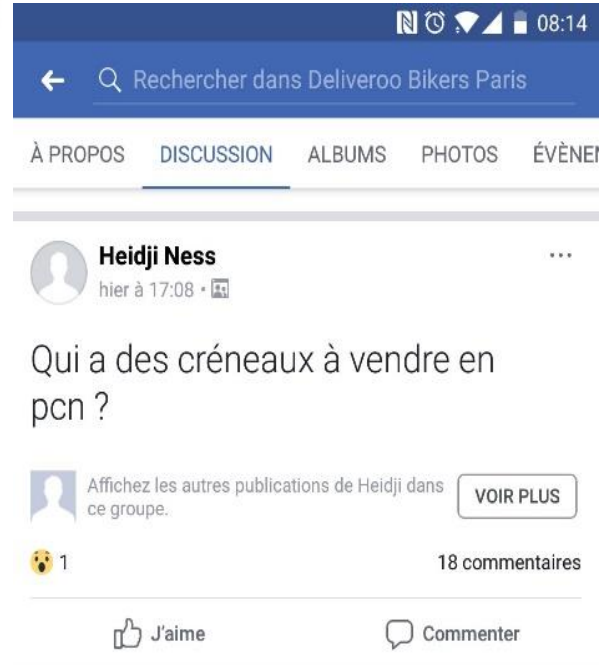 08:14
Rechercher dans Deliveroo Bikers Paris
À PROPOS DISCUSSION ALBUMS PHOTOS ÉVÈNEM
Heidji Ness
hier à 17:08 •
Qui a des créneaux à vendre en
pcn ?
Affichez les autres publications de Heidji dans
ce groupe.
VOIR PLUS
1
18 commentaires
J'aime
Commenter